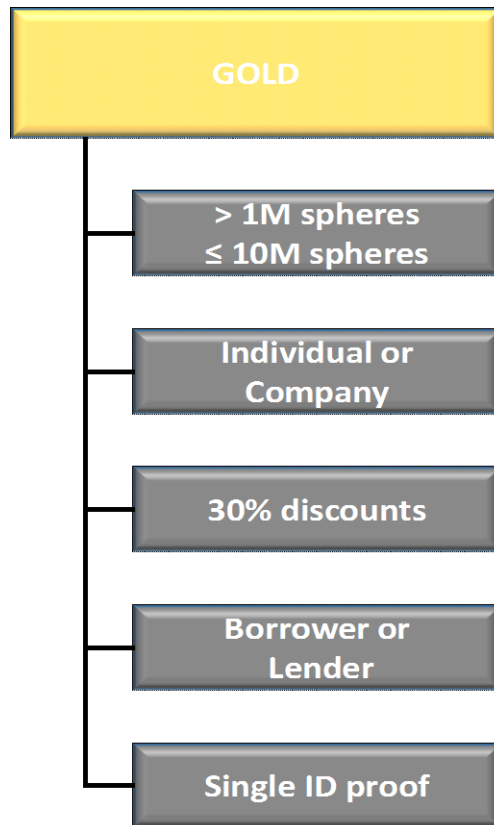 GOLD
> 1M spheres
≤ 10M spheres
Individual or
Company
30% discounts
Borrower or
Lender
Single ID proof